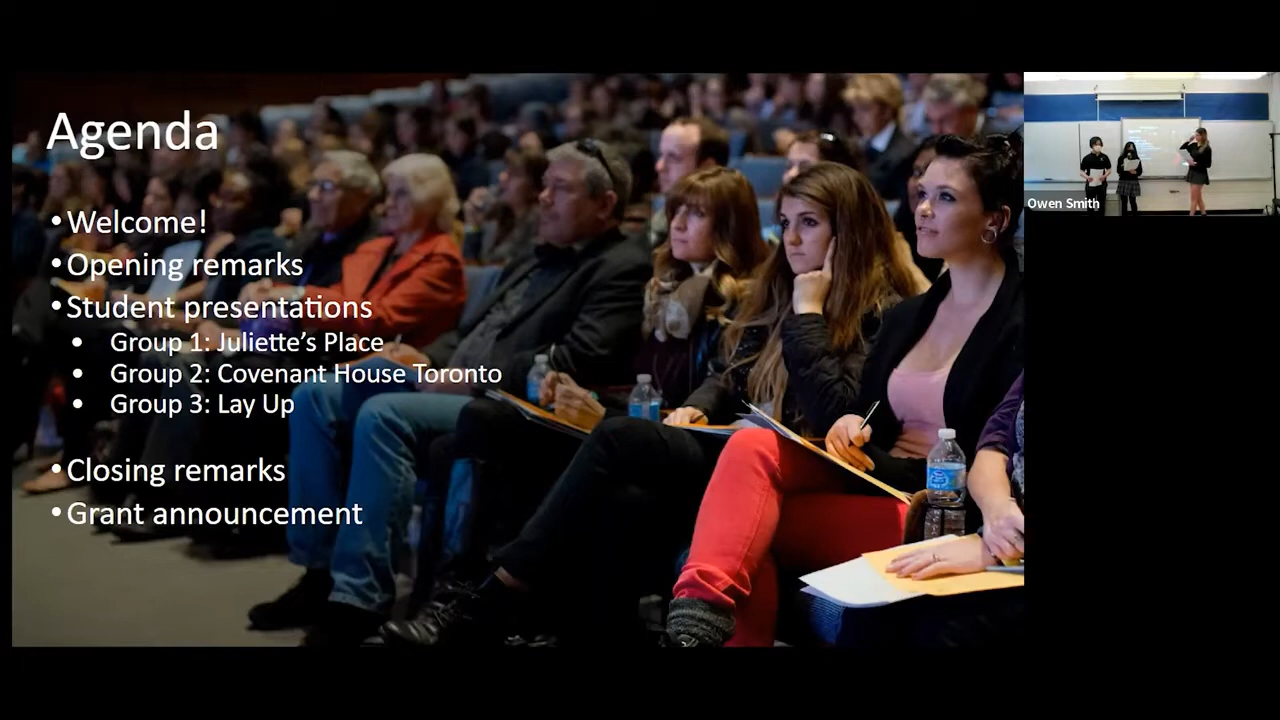 Agenda
•Welcome!
•Opening remarks
•Student presentations
• Group 1: Juliette’s Place
• Group 2: Covenant House Toronto
• Group 3: Lay Up
•Closing remarks
•Grant announcement
Owen Smith